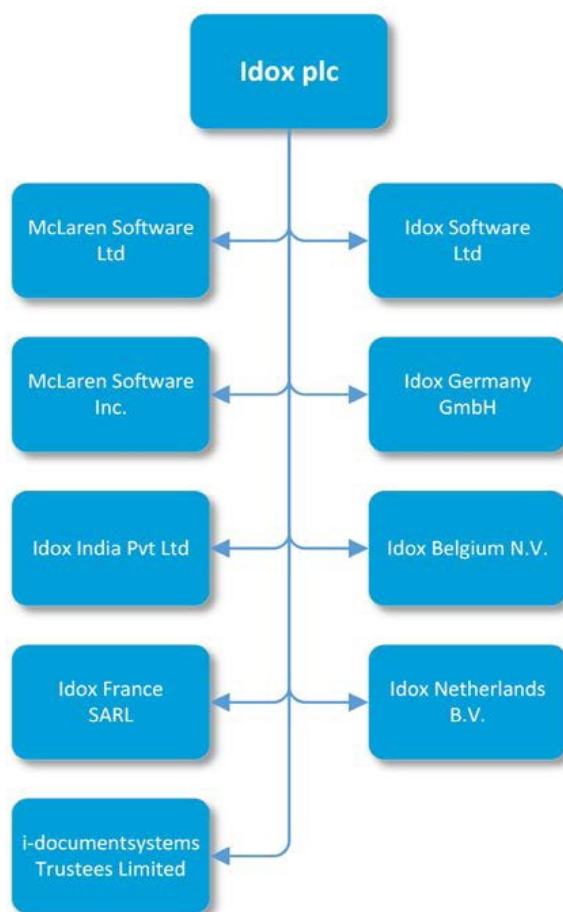 Idox plc
McLaren Software
Ltd
Idox Software
Ltd
McLaren Software
Inc.
Idox Germany
GmbH
Idox India Pvt Ltd
Idox Belgium N.V.
Idox France
SARL
Idox Netherlands
B.V.
i-documentsystems
Trustees Limited